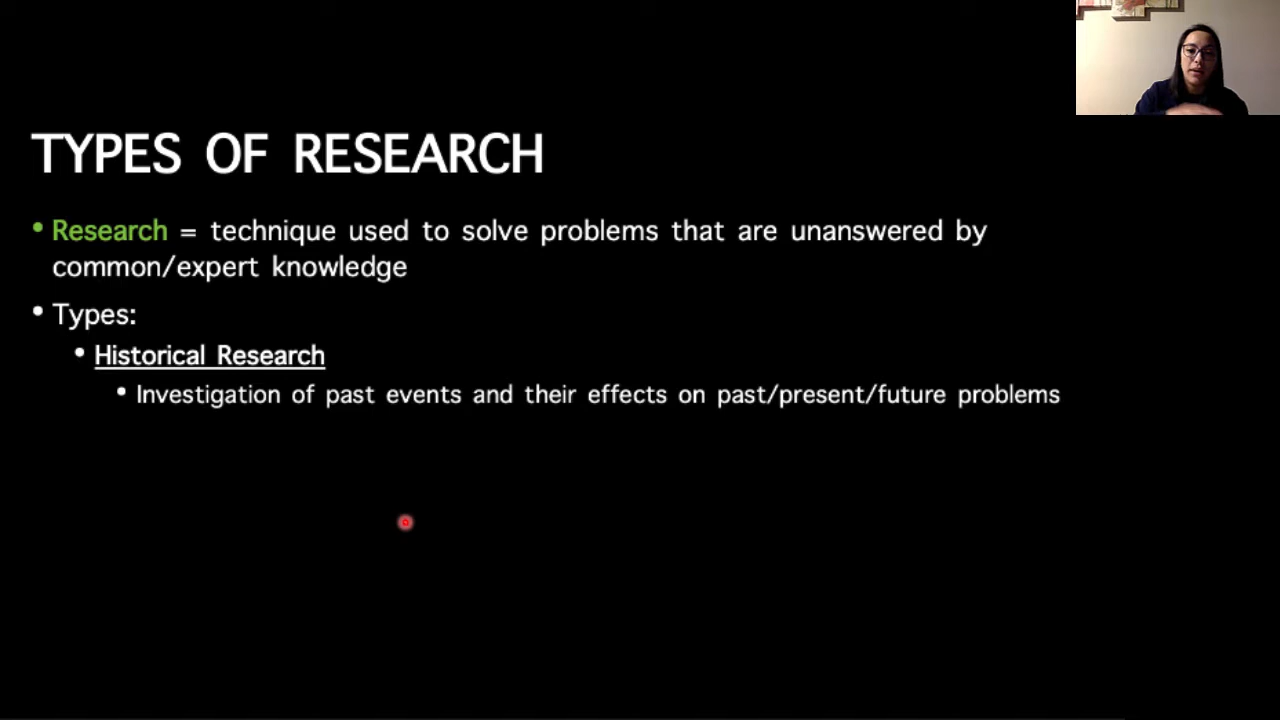 TYPES OF RESEARCH
• Research = technique used to solve problems that are unanswered by
common/expert knowledge
• Types:
• Historical Research
• Investigation of past events and their effects on past/present/future problems